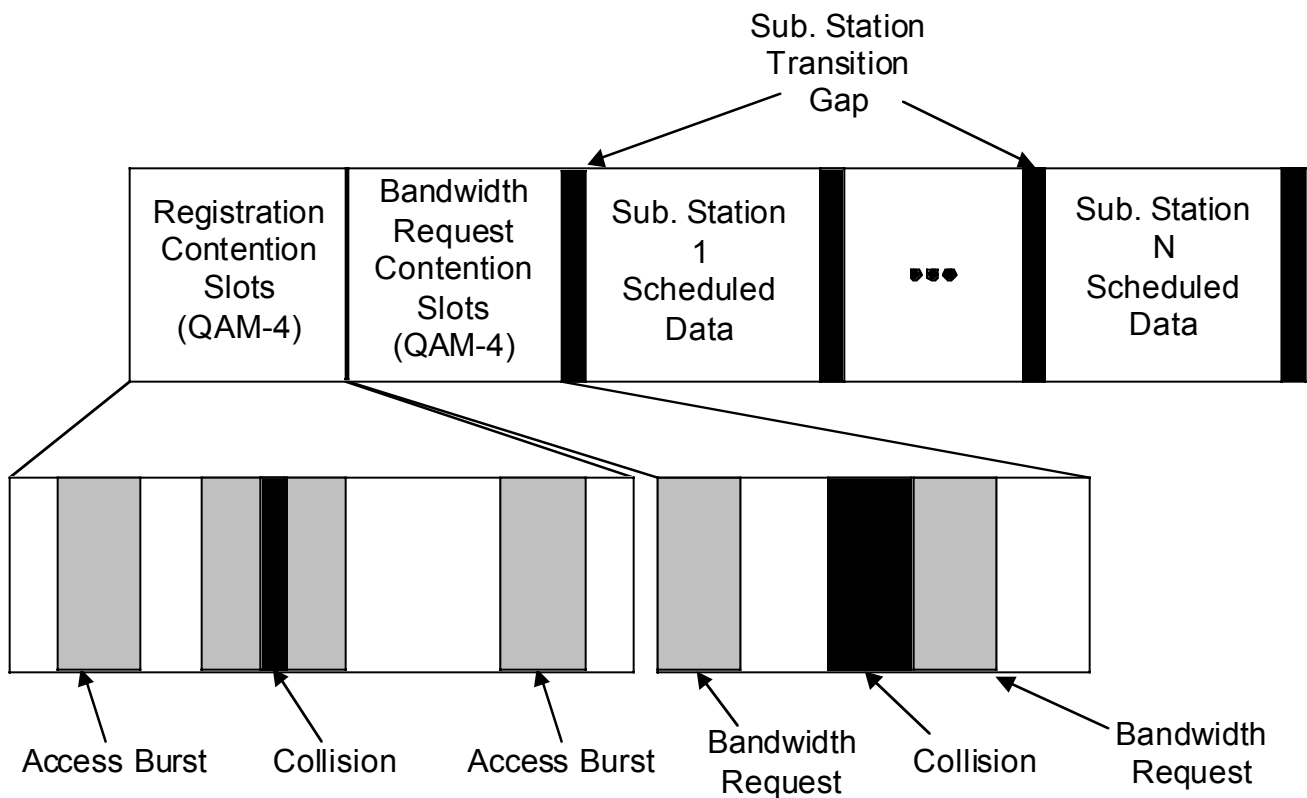 Sub. Station
Transition
Gap
Registration
Contention
Slots
(QAM-4)
Bandwidth
Request
Contention
Slots
(QAM-4)
Sub. Station
1
Scheduled
Data
Sub. Station
N
Scheduled
Data
Access Burst
Collision
Access Burst
Bandwidth
Request
Collision
Bandwidth
Request